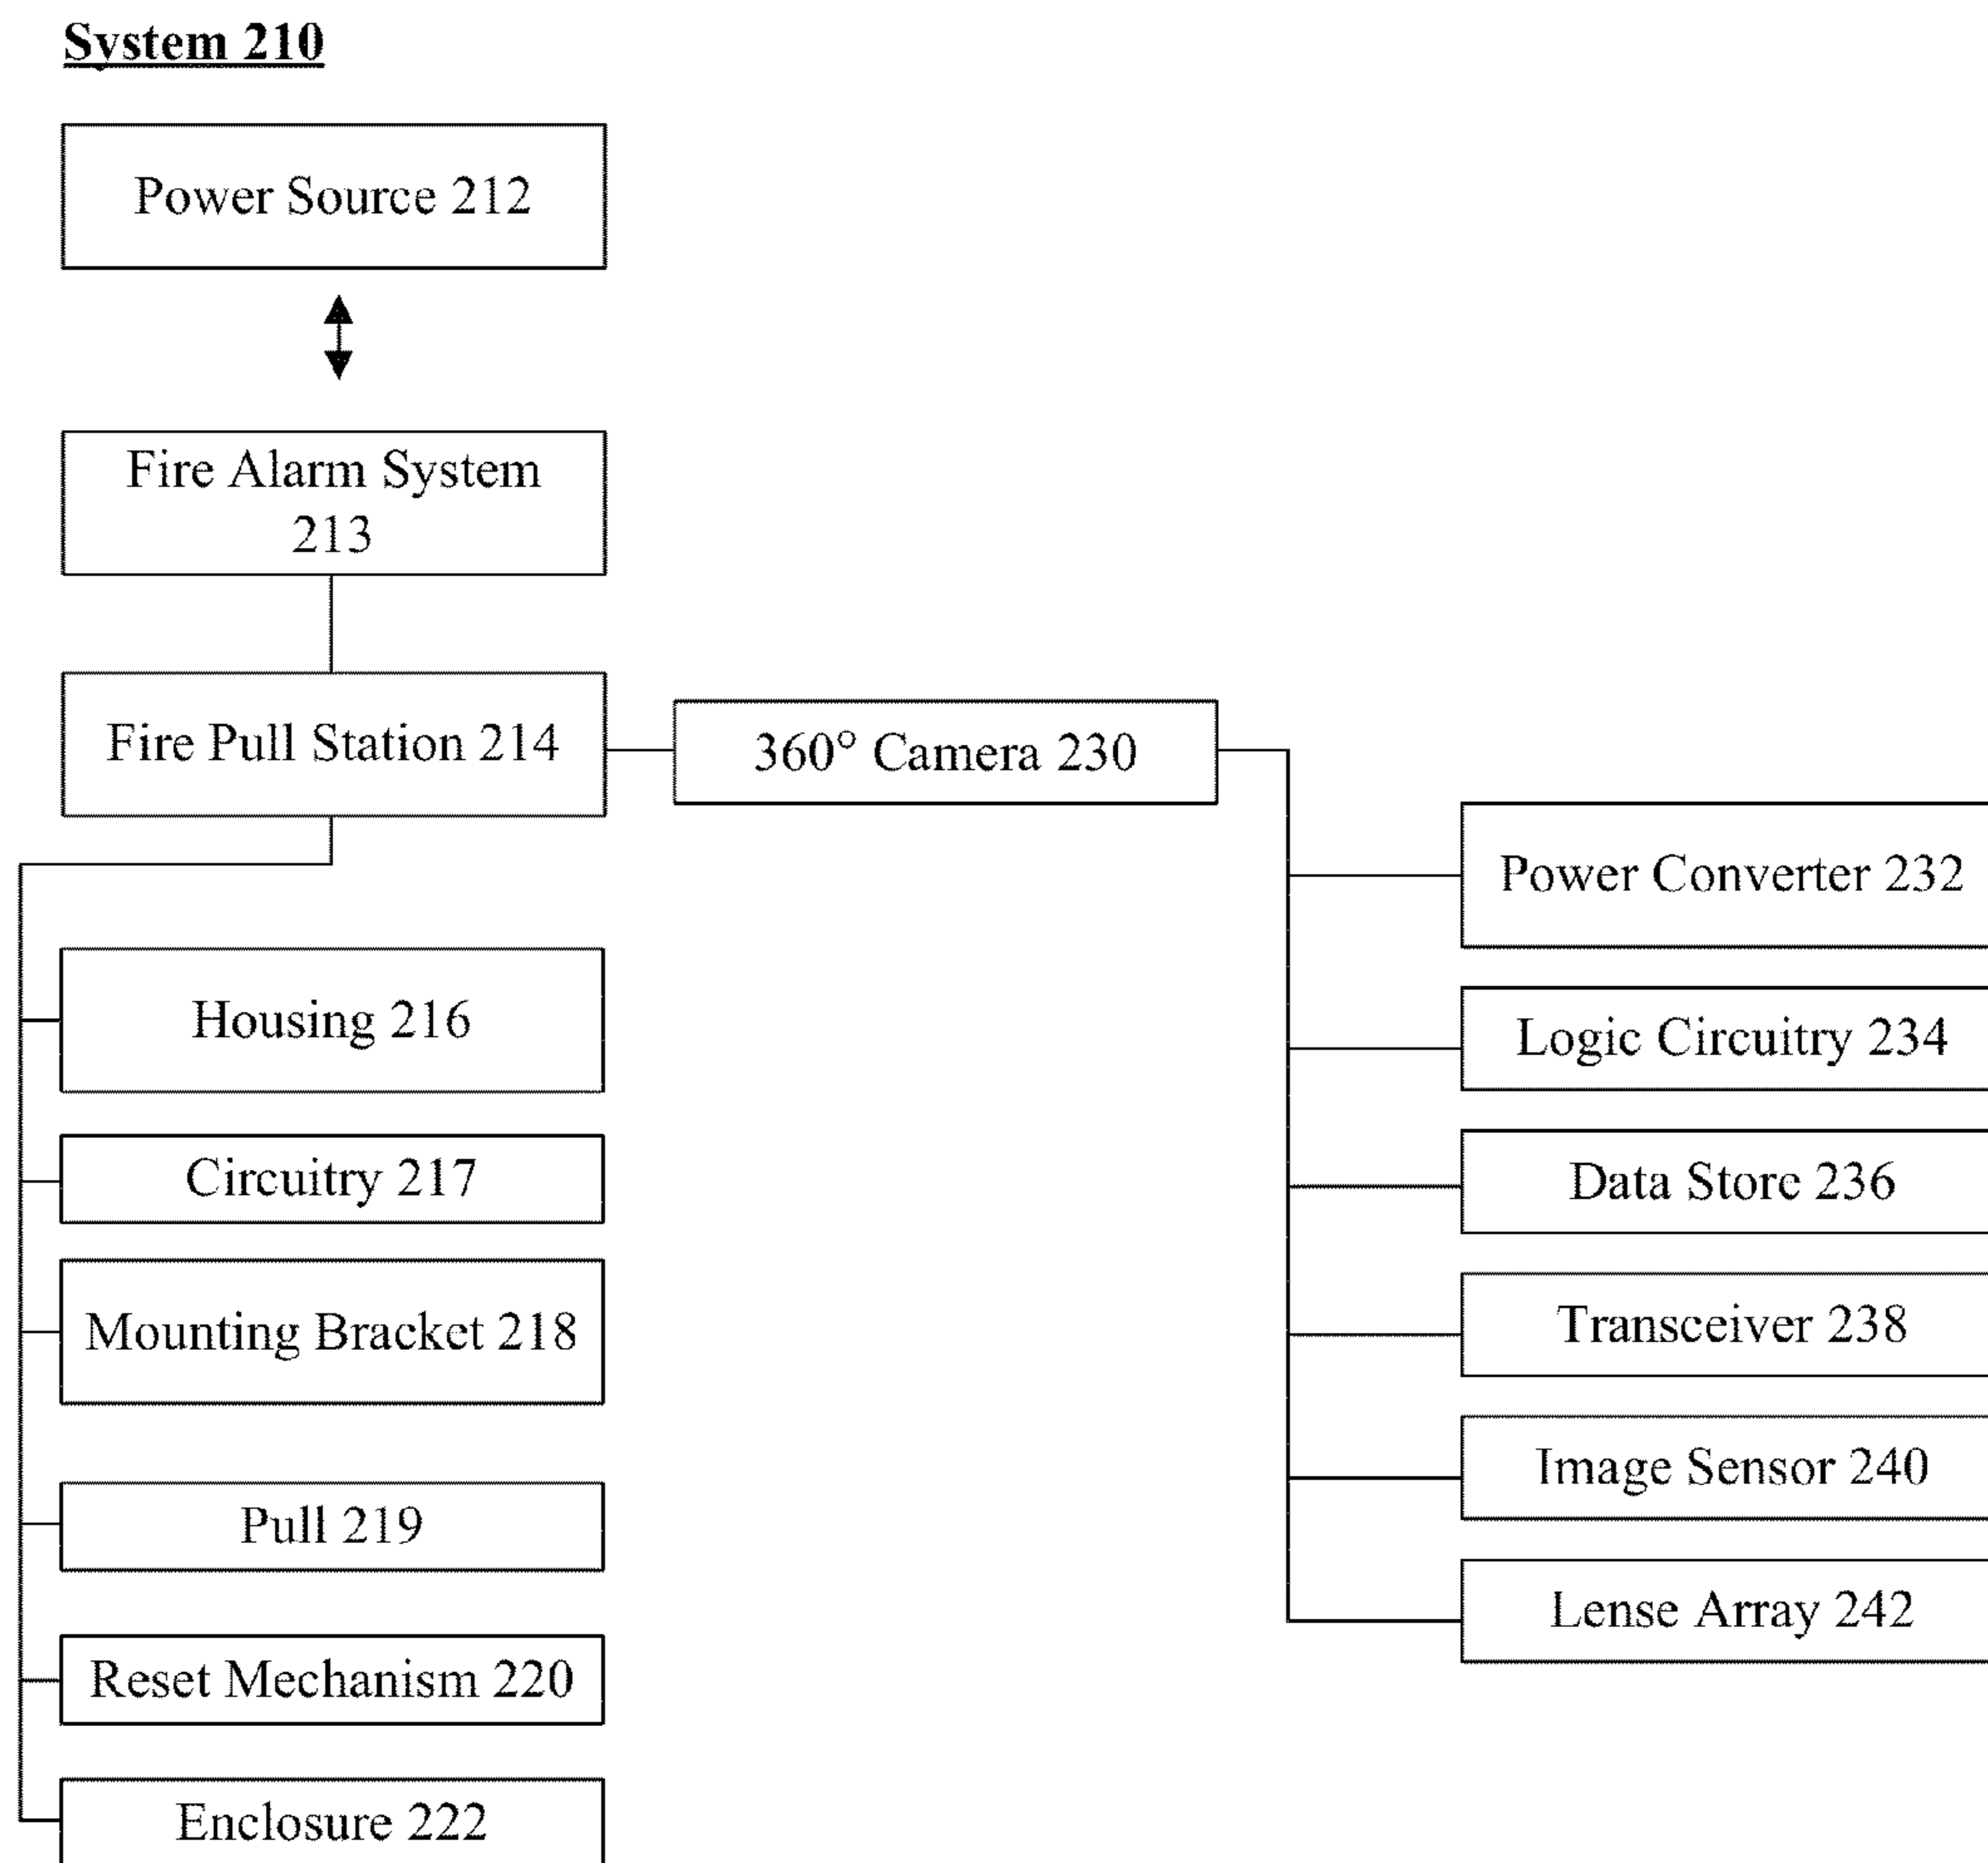 System 210
Power Source 212
Fire Alarm System
213
Fire Pull Station 214
360° Camera 230
Housing 216
Circuitry 217
Mounting Bracket 218
Pull 219
Reset Mechanism 220
Enclosure 222
Power Converter 232
Logic Circuitry 234
Data Store 236
Transceiver 238
Image Sensor 240
Lense Array 242